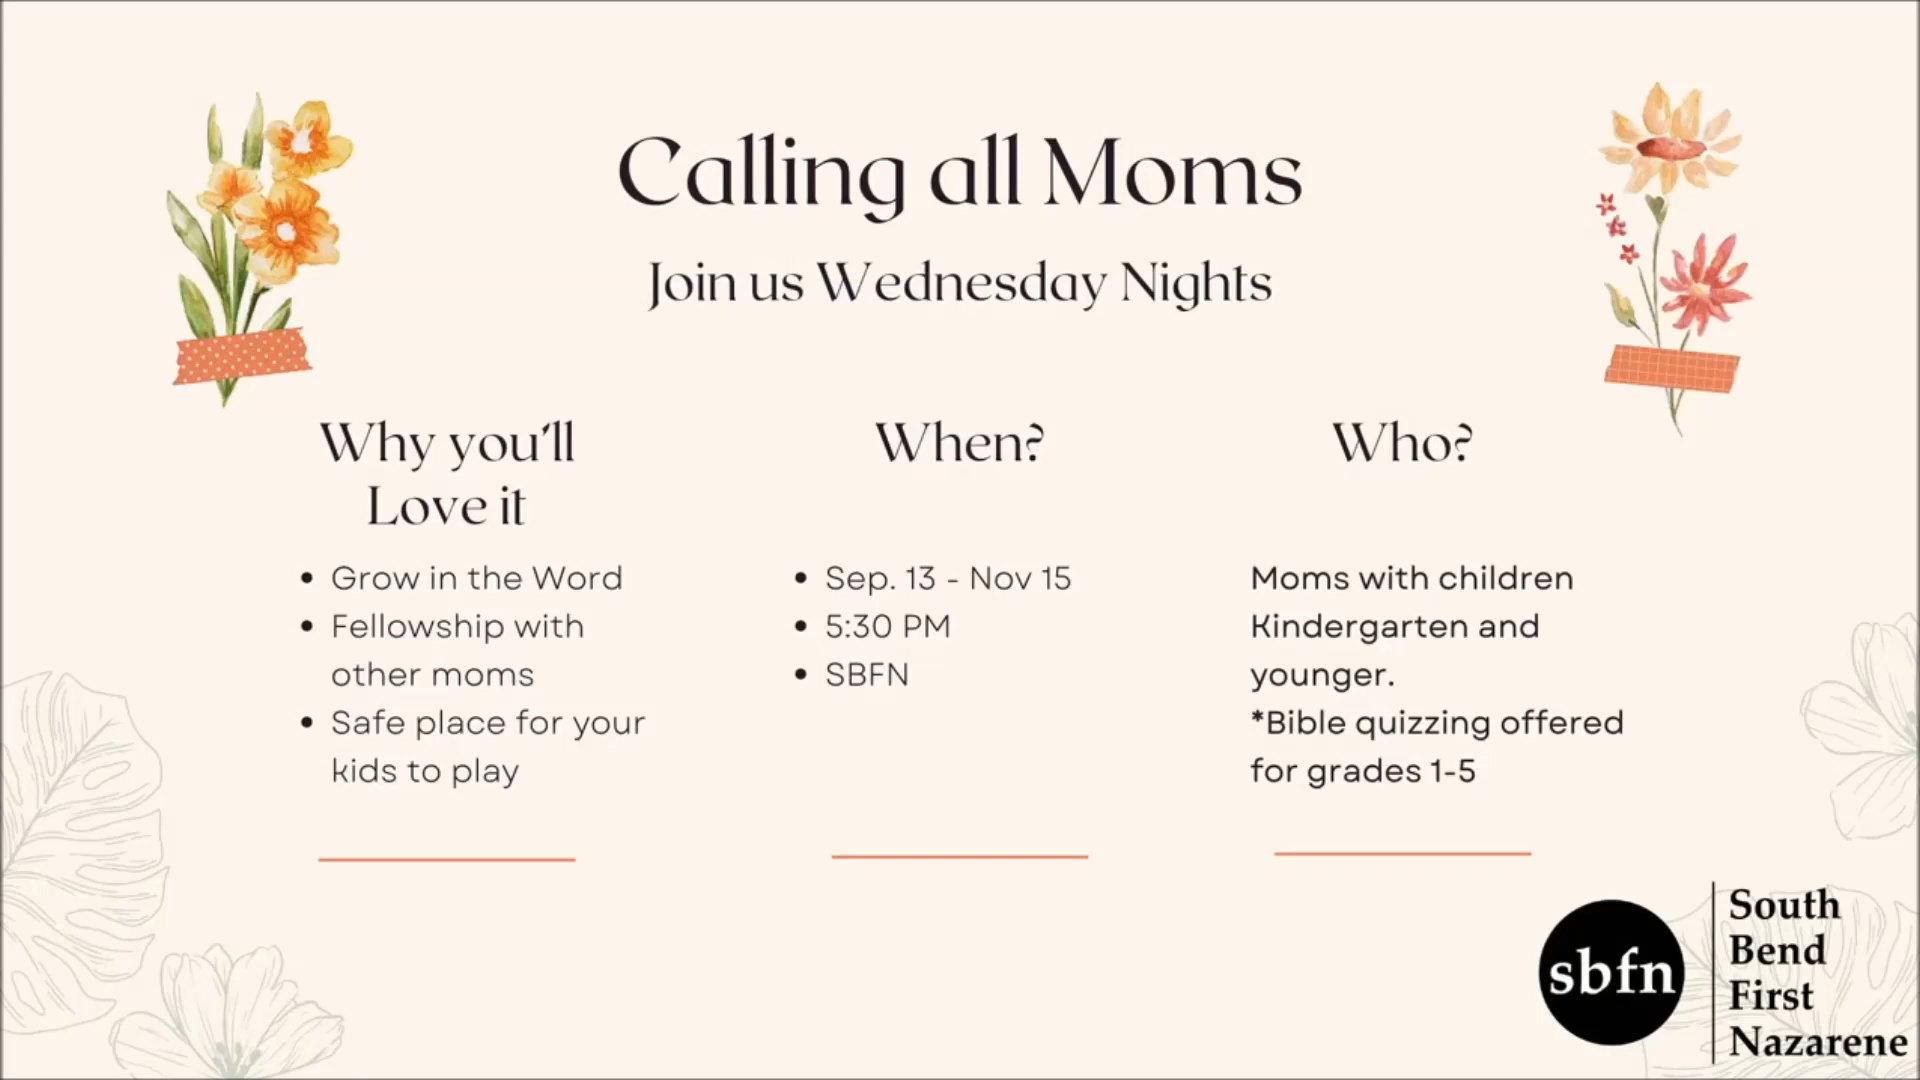 Calling all Moms
Join us Wednesday Nights
Why you'll
Love it
• Grow in the Word
• Fellowship with
other moms
• Safe place for your
kids to play
When?
• Sep. 13 - Nov 15
• 5:30 PM
• SBFN
Who?
Moms with children
Kindergarten and
younger.
*Bible quizzing offered
for grades 1-5
sbfn
South
Bend
First
Nazarene